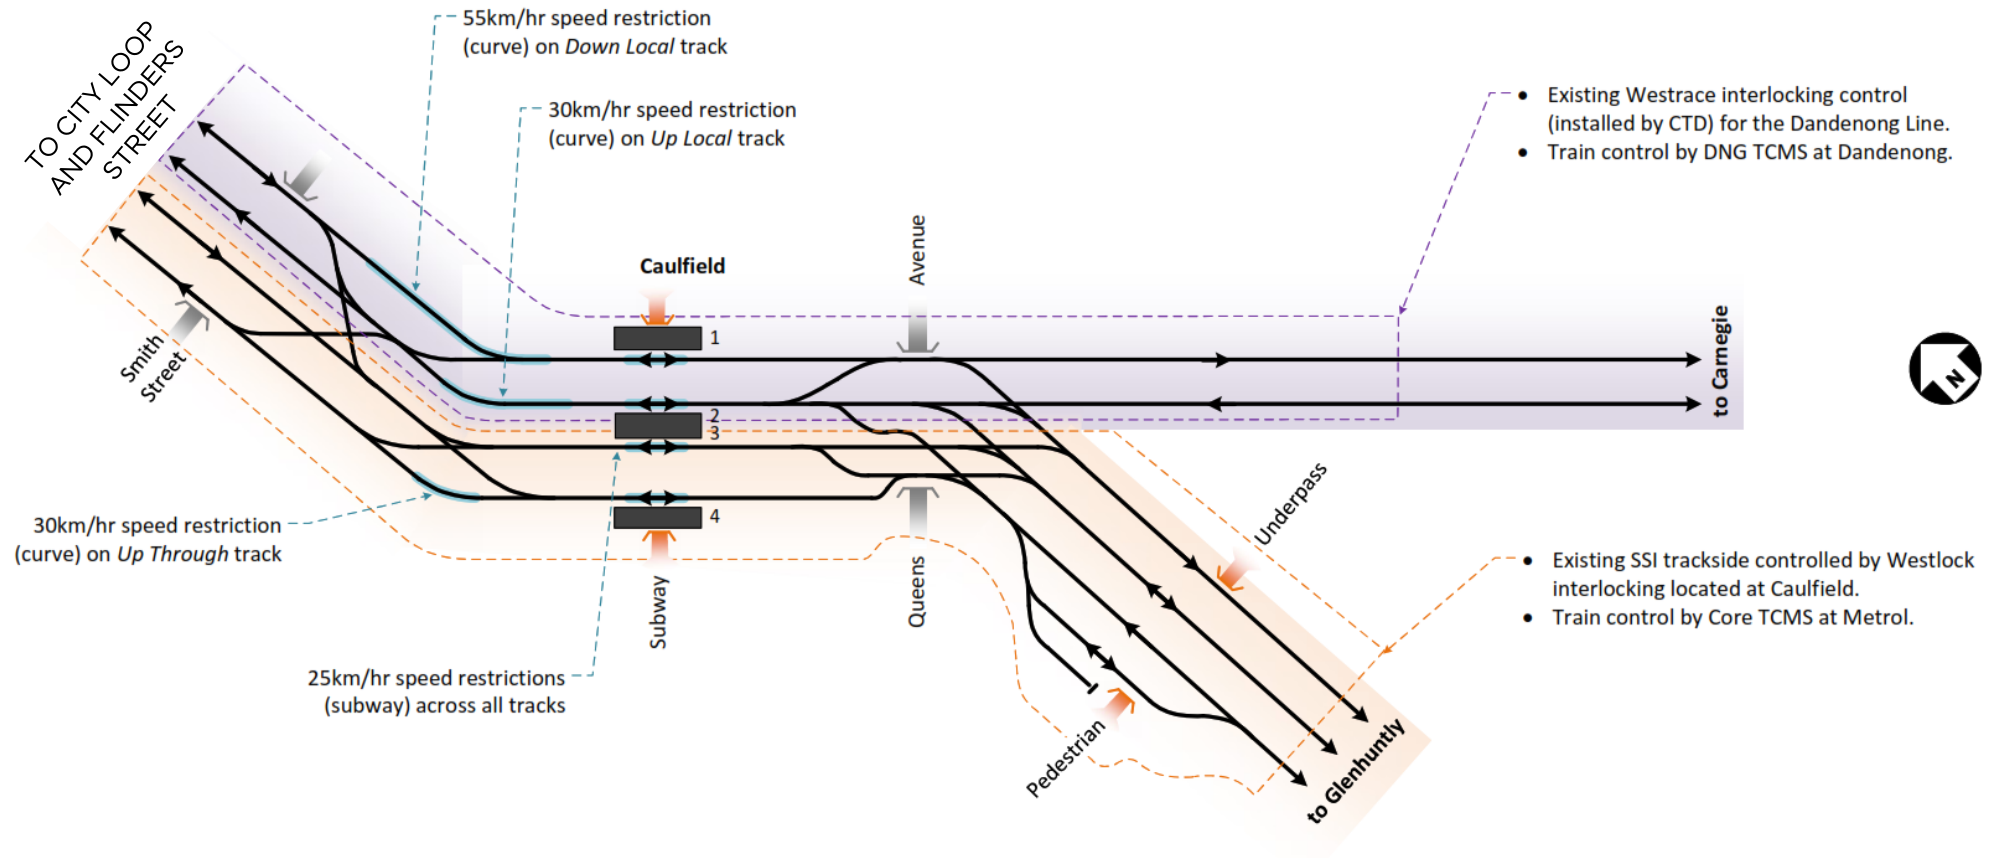 TO CITY LOOP
AND FLINDERS
STREET
55km/hr speed restriction
(curve) on Down Local track
30km/hr speed restriction
(curve) on Up Local track
• Existing Westrace interlocking control
(installed by CTD) for the Dandenong Line.
• Train control by DNG TCMS at Dandenong.
Caulfield
Avenue
1
2
3
4
Smith
Street
to Carnegie
N
30km/hr speed restriction
(curve) on Up Through track
Subway
Queens
Underpass
• Existing SSI trackside controlled by Westlock
interlocking located at Caulfield.
• Train control by Core TCMS at Metrol.
25km/hr speed restrictions
(subway) across all tracks
Pedestrian
to Glenhuntly